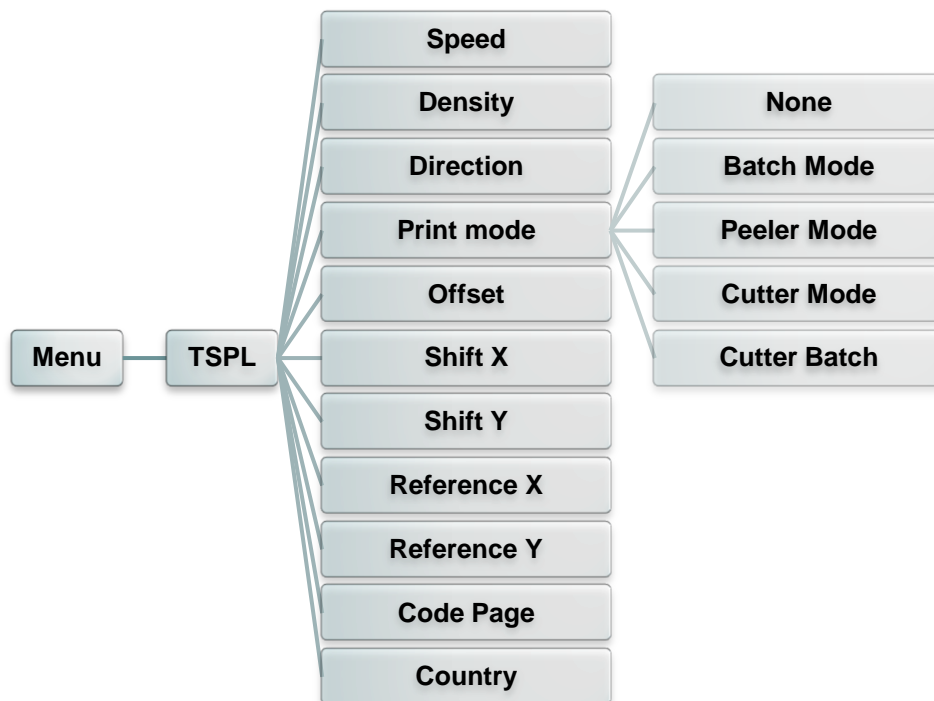 Menu
TSPL
Speed
Density
Direction
Print mode
Offset
Shift X
Shift Y
Reference X
Reference Y
Code Page
Country
None
Batch Mode
Peeler Mode
Cutter Mode
Cutter Batch